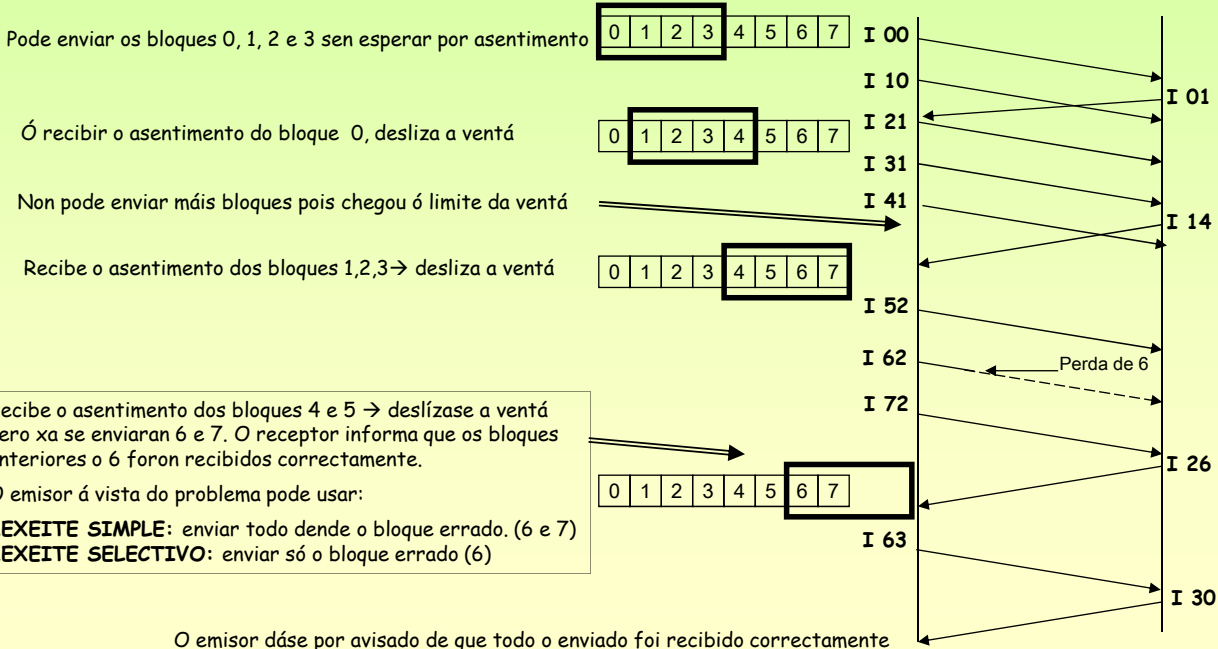 Pode enviar os bloques 0, 1, 2 e 3 sen esperar por asentimento
0 1 2 3 4 5 6 7
I 00
I 10
I 01
Ó recibir o asentimento do bloque 0, desliza a ventá
0 1 2 3 4 5 6 7
I 21
I 31
Non pode enviar máis bloques pois chegou ó limite da ventá
I 41
I 14
Recibe o asentimento dos bloques 1,2,3→ desliza a ventá
0 1 2 3 4 5 6 7
I 52
I 62
Perda de 6
I 72
ecibe o asentimento dos bloques 4 e 5 → deslízase a ventá
ero xa se enviaran 6 e 7. O receptor informa que os bloques
nteriores o 6 foron recibidos correctamente.
O emisor á vista do problema pode usar:
EXEITE SIMPLE: enviar todo dende o bloque errado. (6 e 7)
EXEITE SELECTIVO: enviar só o bloque errado (6)
I 26
0 1 2 3 4 5 6 7
I 63
I 30
O emisor dáse por avisado de que todo o enviado foi recibido correctamente